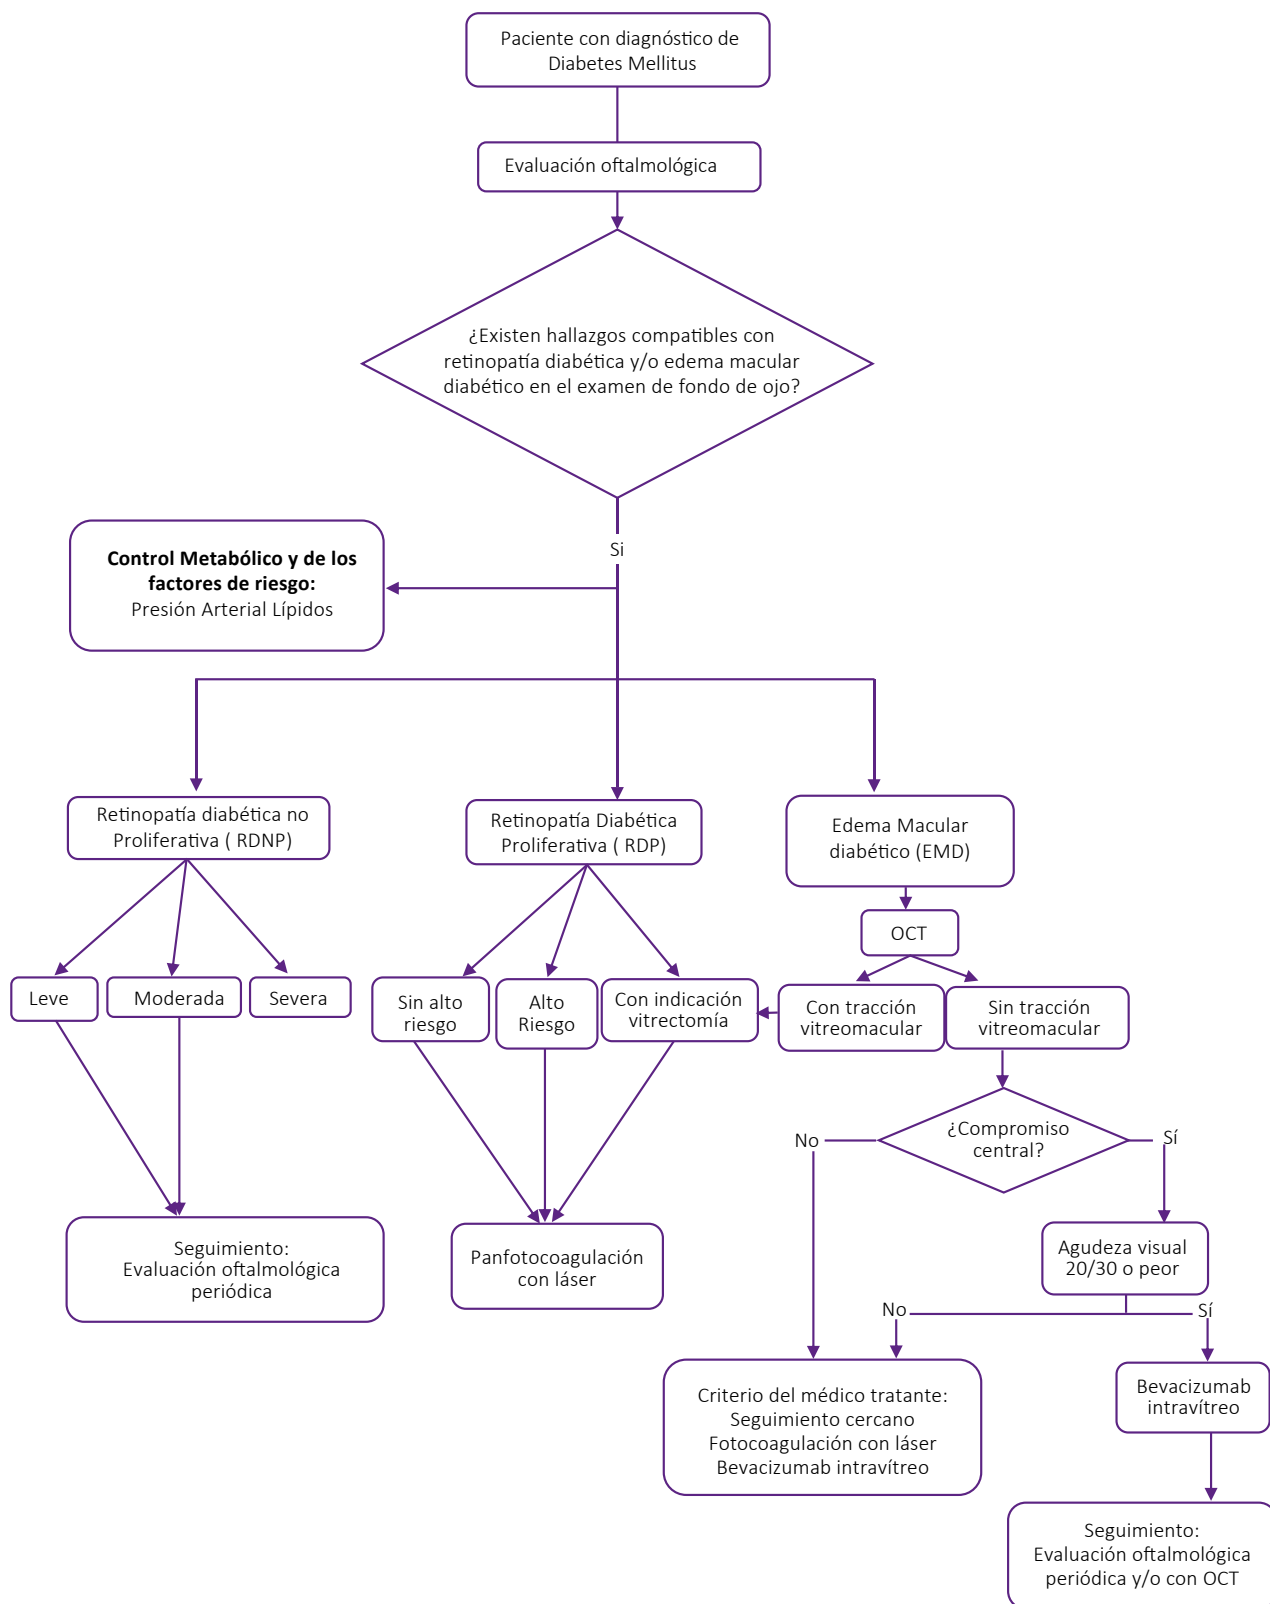 Paciente con diagnóstico de
Diabetes Mellitus
Evaluación oftalmológica
¿Existen hallazgos compatibles con
retinopatía diabética y/o edema macular
diabético en el examen de fondo de ojo?
Si
Control Metabólico y de los
factores de riesgo:
Presión Arterial Lípidos
Retinopatía diabética no
Proliferativa ( RDNP)
Retinopatía Diabética
Proliferativa ( RDP)
Edema Macular
diabético (EMD)
OCT
Leve
Moderada
Severa
Sin alto
riesgo
Alto
Riesgo
Con indicación
vitrectomía
Con tracción
vitreomacular
Sin tracción
vitreomacular
¿Compromiso
central?
No
Sí
Seguimiento:
Evaluación oftalmológica
periódica
Panfotocoagulación
con láser
Agudeza visual
20/30 o peor
No
Sí
Criterio del médico tratante:
Seguimiento cercano
Fotocoagulación con láser
Bevacizumab intravítreo
Bevacizumab
intravítreo
Seguimiento:
Evaluación oftalmológica
periódica y/o con OCT